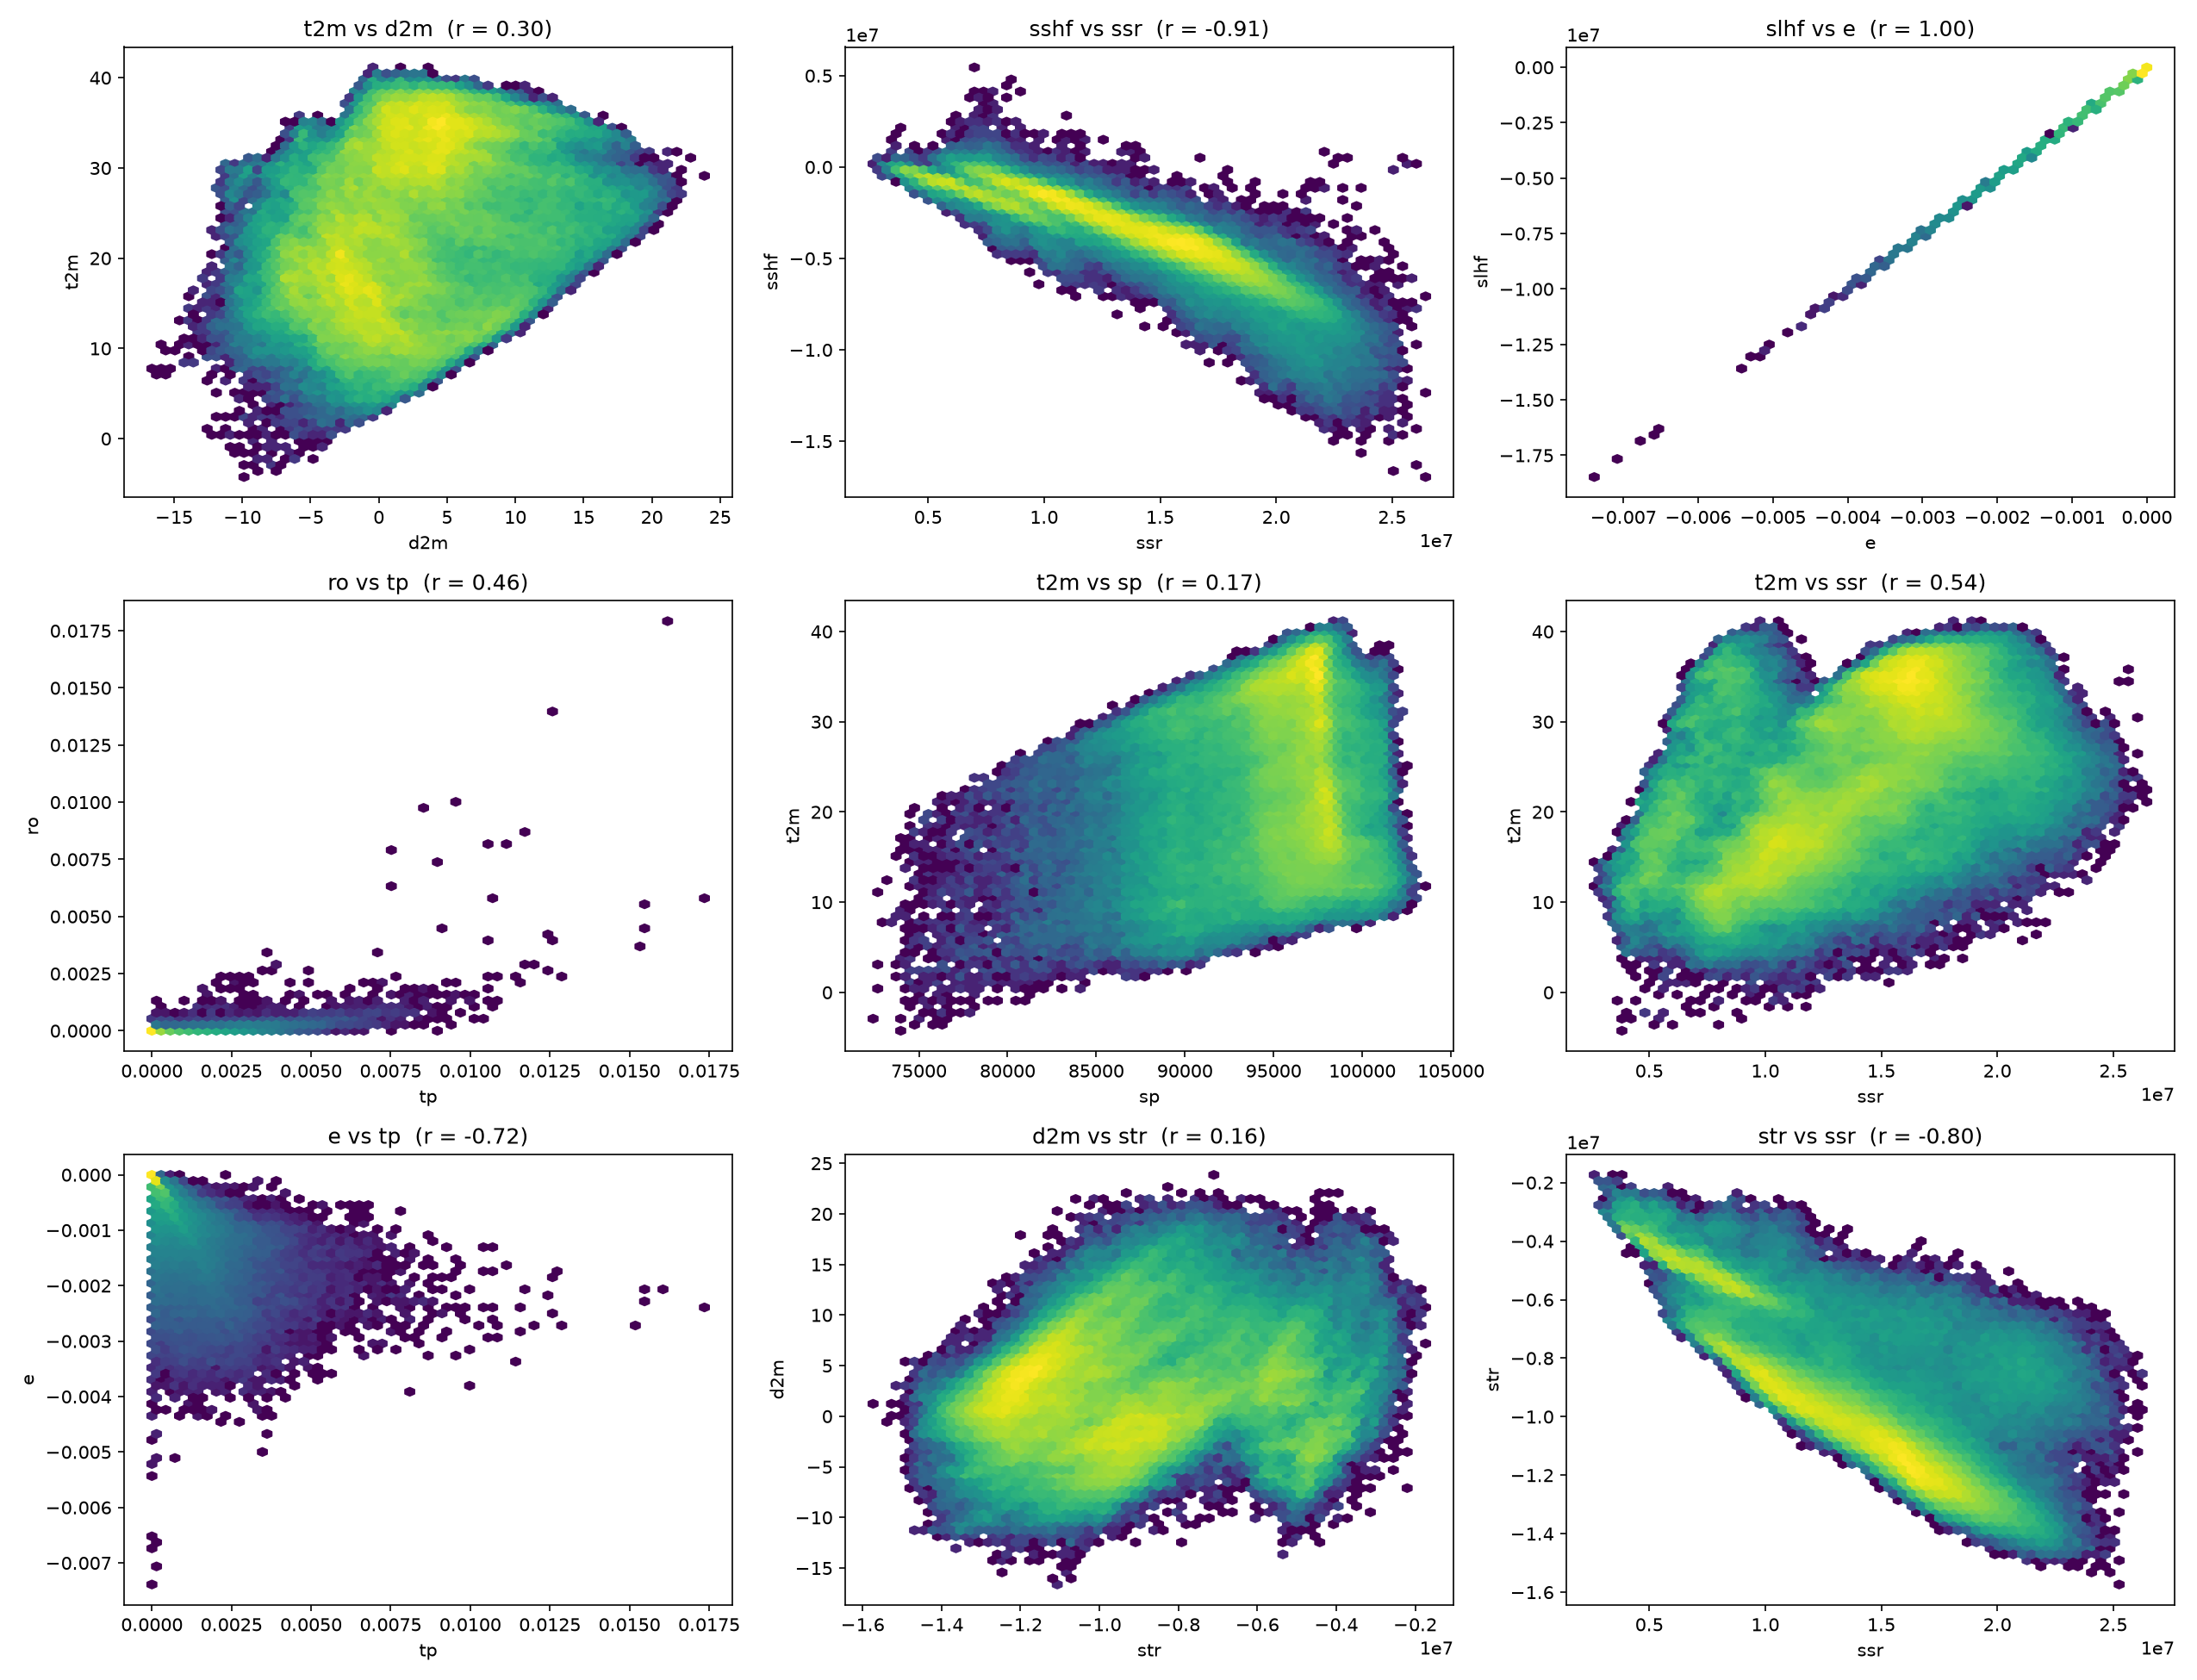 t2m vs d2m (r = 0.30)
40
30
20
10
0
t2m
−15 −10 −5 0 5 10 15 20 25
d2m
sshf vs ssr (r = -0.91)
1e7
0.5
0.0
−0.5
−1.0
−1.5
sshf
0.5 1.0 1.5 2.0 2.5
1e7
ssr
slhf vs e (r = 1.00)
1e7
0.00
−0.25
−0.50
−0.75
−1.00
−1.25
−1.50
−1.75
slhf
−0.007 −0.006 −0.005 −0.004 −0.003 −0.002 −0.001 0.000
e
ro vs tp (r = 0.46)
0.0175
0.0150
0.0125
0.0100
0.0075
0.0050
0.0025
0.0000
ro
0.0000 0.0025 0.0050 0.0075 0.0100 0.0125 0.0150 0.0175
tp
t2m vs sp (r = 0.17)
40
30
20
10
0
t2m
75000 80000 85000 90000 95000 100000 105000
sp
t2m vs ssr (r = 0.54)
40
30
20
10
0
t2m
0.5 1.0 1.5 2.0 2.5
1e7
ssr
e vs tp (r = -0.72)
0.000
−0.001
−0.002
−0.003
−0.004
−0.005
−0.006
−0.007
e
0.0000 0.0025 0.0050 0.0075 0.0100 0.0125 0.0150 0.0175
tp
d2m vs str (r = 0.16)
25
20
15
10
5
0
−5
−10
−15
d2m
−1.6 −1.4 −1.2 −1.0 −0.8 −0.6 −0.4 −0.2
1e7
str
str vs ssr (r = -0.80)
1e7
−0.2
−0.4
−0.6
−0.8
−1.0
−1.2
−1.4
−1.6
str
0.5 1.0 1.5 2.0 2.5
1e7
ssr